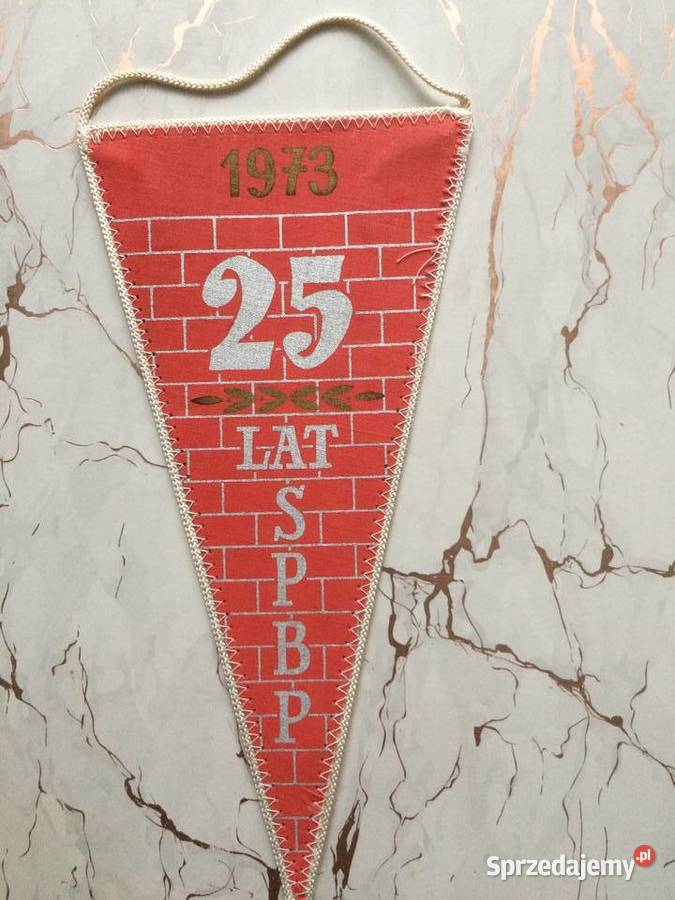 1973
25
LAT
S
P
B
P
Sprzedajemy.pl